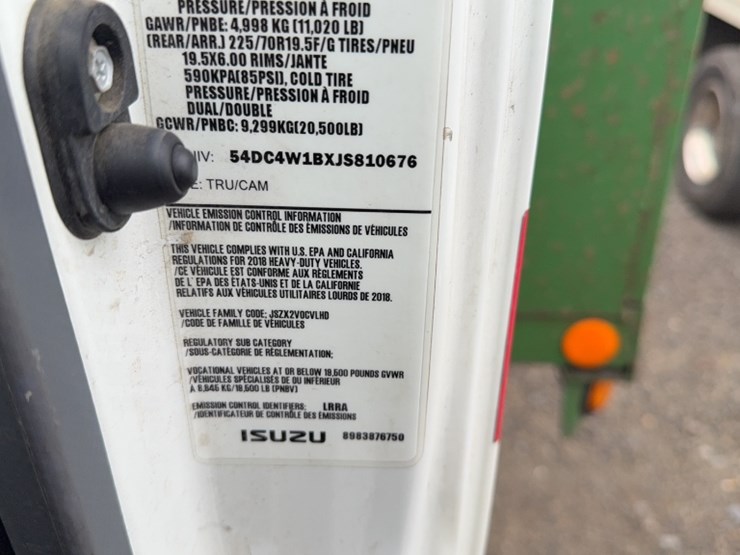 PRESSURE/PRESSION À FROID
GAWR/PNBE: 4,998 KG (11,020 LB)
(REAR/ARR.) 225/70R19.5F/G TIRES/PNEU
19.5X6.00 RIMS/JANTE
590KPA(85PSI), COLD TIRE
PRESSURE/PRESSION À FROID
DUAL/DOUBLE
GCWR/PNBC: 9,299KG(20,500LB)
IV: 54DC4W1BXJS810676
E: TRU/CAM
VEHICLE EMISSION CONTROL INFORMATION
/INFORMATION DE CONTRÔLE DES ÉMISSIONS DE VÉHICULES
THIS VEHICLE COMPLIES WITH U.S. EPA AND CALIFORNIA
REGULATIONS FOR 2018 HEAVY-DUTY VEHICLES.
/CE VÉHICULE EST CONFORME AUX RÈGLEMENTS
DE L' EPA DES ÉTATS-UNIS ET DE LA CALIFORNIE
RELATIFS AUX VÉHICULES UTILITAIRES LOURDS DE 2018.
VEHICLE FAMILY CODE: JSZX2VOCVLHD
/CODE DE FAMILLE DE VÉHICULES
REGULATORY SUB CATEGORY
/SOUS-CATÉGORIE DE RÉGLEMENTATION:
VOCATIONAL VEHICLES AT OR BELOW 19,500 POUNDS GVWR
/VÉHICULES SPÉCIALISÉS DE OU INFÉRIEUR
À 8,845 KG/19,500 LB (PNBV)
EMISSION CONTROL IDENTIFIERS: LRRA
/IDENTIFICATEUR DE CONTRÔLE DES ÉMISSIONS
ISUZU 8983876750